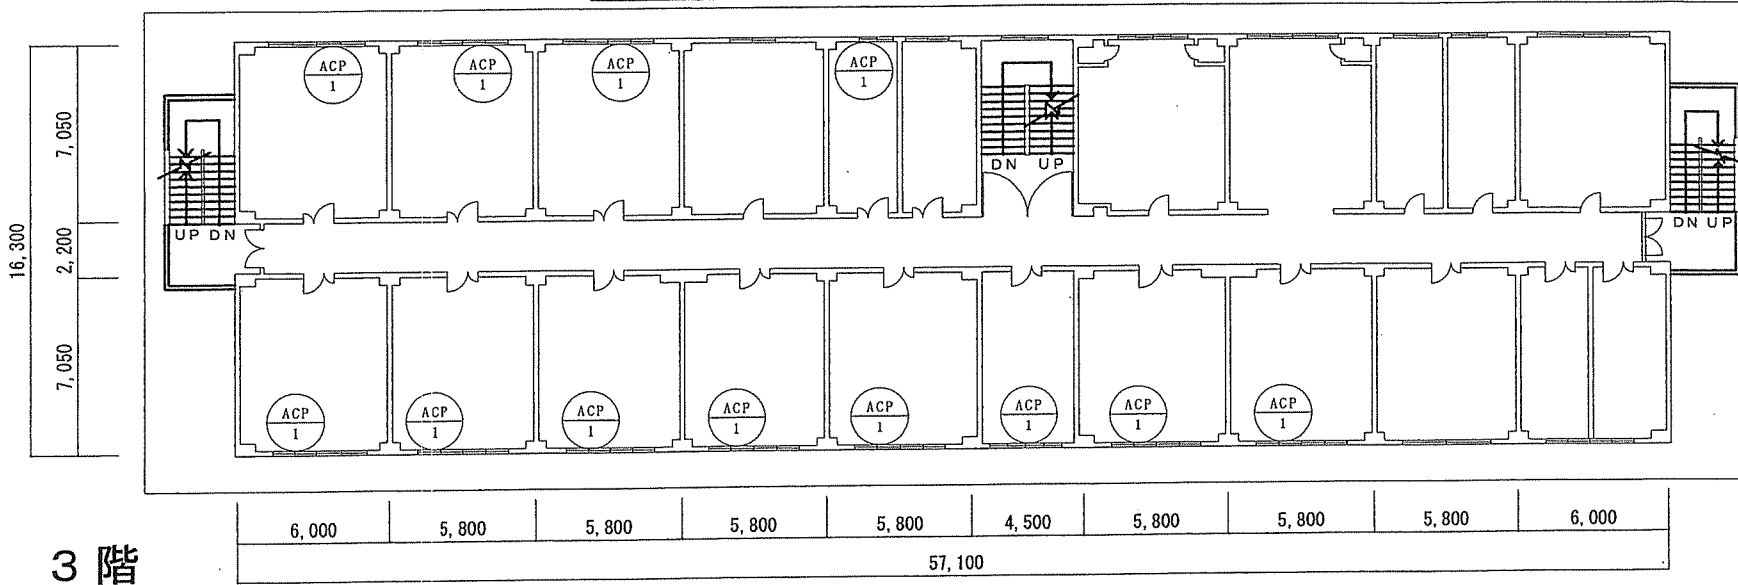 ACP
1
ACP
1
ACP
1
ACP
1
7,050
2,200
7,050
16,300
UP DN
DN UP
DN UP
ACP
1
ACP
1
ACP
1
ACP
1
ACP
1
ACP
1
ACP
1
ACP
1
6,000
5,800
5,800
5,800
5,800
4,500
5,800
5,800
5,800
6,000
57,100
3階